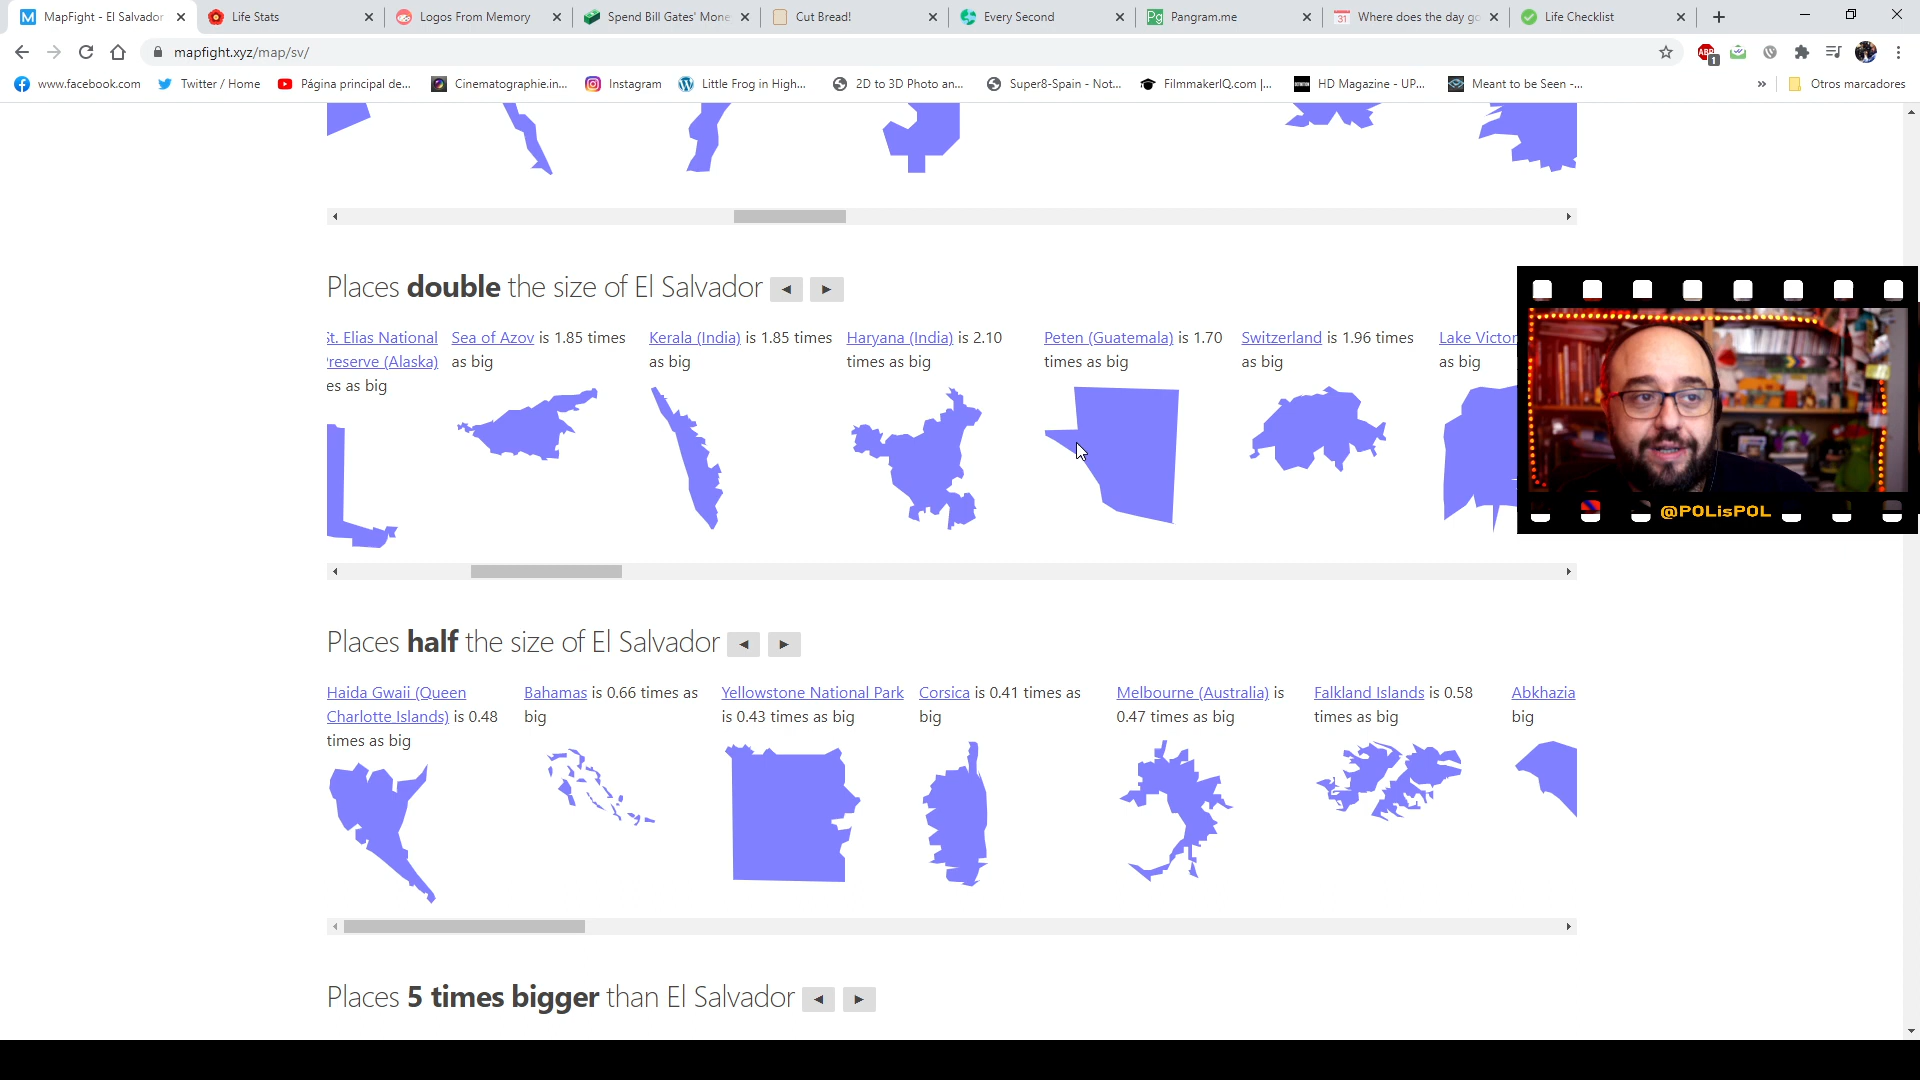 MapFight - El Salvador
Life Stats
Logos From Memory
Spend Bill Gates' Mone
Cut Bread!
Every Second
Pg Pangram.me
31 Where does the day go
Life Checklist
mapfight.xyz/map/sv/
ABP 1
www.facebook.com
Twitter / Home
Página principal de...
Cinematographie.in...
Instagram
Little Frog in High...
2D to 3D Photo an...
Super8-Spain - Not...
FilmmakerIQ.com |...
HD Magazine - UP...
Meant to be Seen -...
» Otros marcadores
Places double the size of El Salvador
St. Elias National
Preserve (Alaska)
es as big
Sea of Azov is 1.85 times
as big
Kerala (India) is 1.85 times
as big
Haryana (India) is 2.10
times as big
Peten (Guatemala) is 1.70
times as big
Switzerland is 1.96 times
as big
Lake Victor
as big
@POLisPOL
Places half the size of El Salvador
Haida Gwaii (Queen
Charlotte Islands) is 0.48
times as big
Bahamas is 0.66 times as
big
Yellowstone National Park
is 0.43 times as big
Corsica is 0.41 times as
big
Melbourne (Australia) is
0.47 times as big
Falkland Islands is 0.58
times as big
Abkhazia
big
Places 5 times bigger than El Salvador